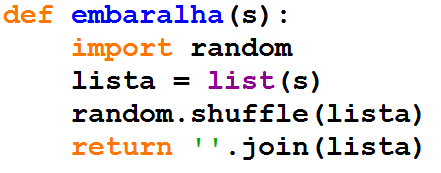 def embaralha(s):
    import random
    lista = list(s)
    random.shuffle(lista)
    return ''.join(lista)